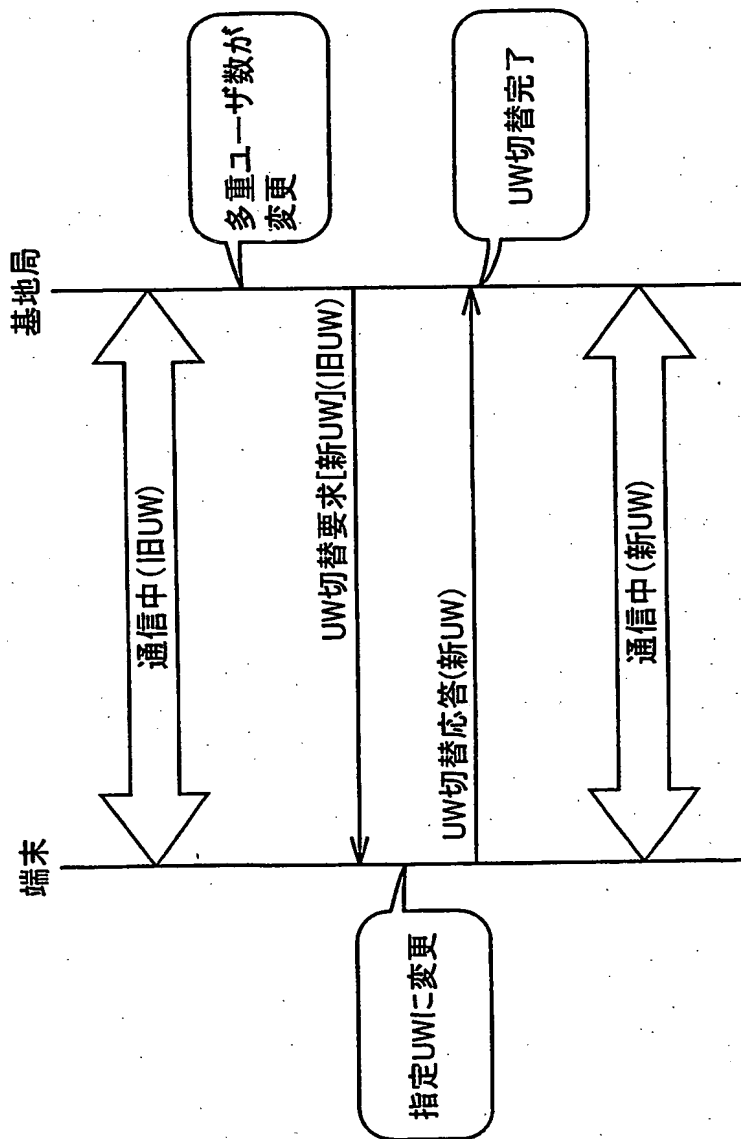 端末
基地局
通信中(旧UW)
多重ユーザ数が
変更
UW切替要求[新UW](旧UW)
指定UWに変更
UW切替応答(新UW)
UW切替完了
通信中(新UW)